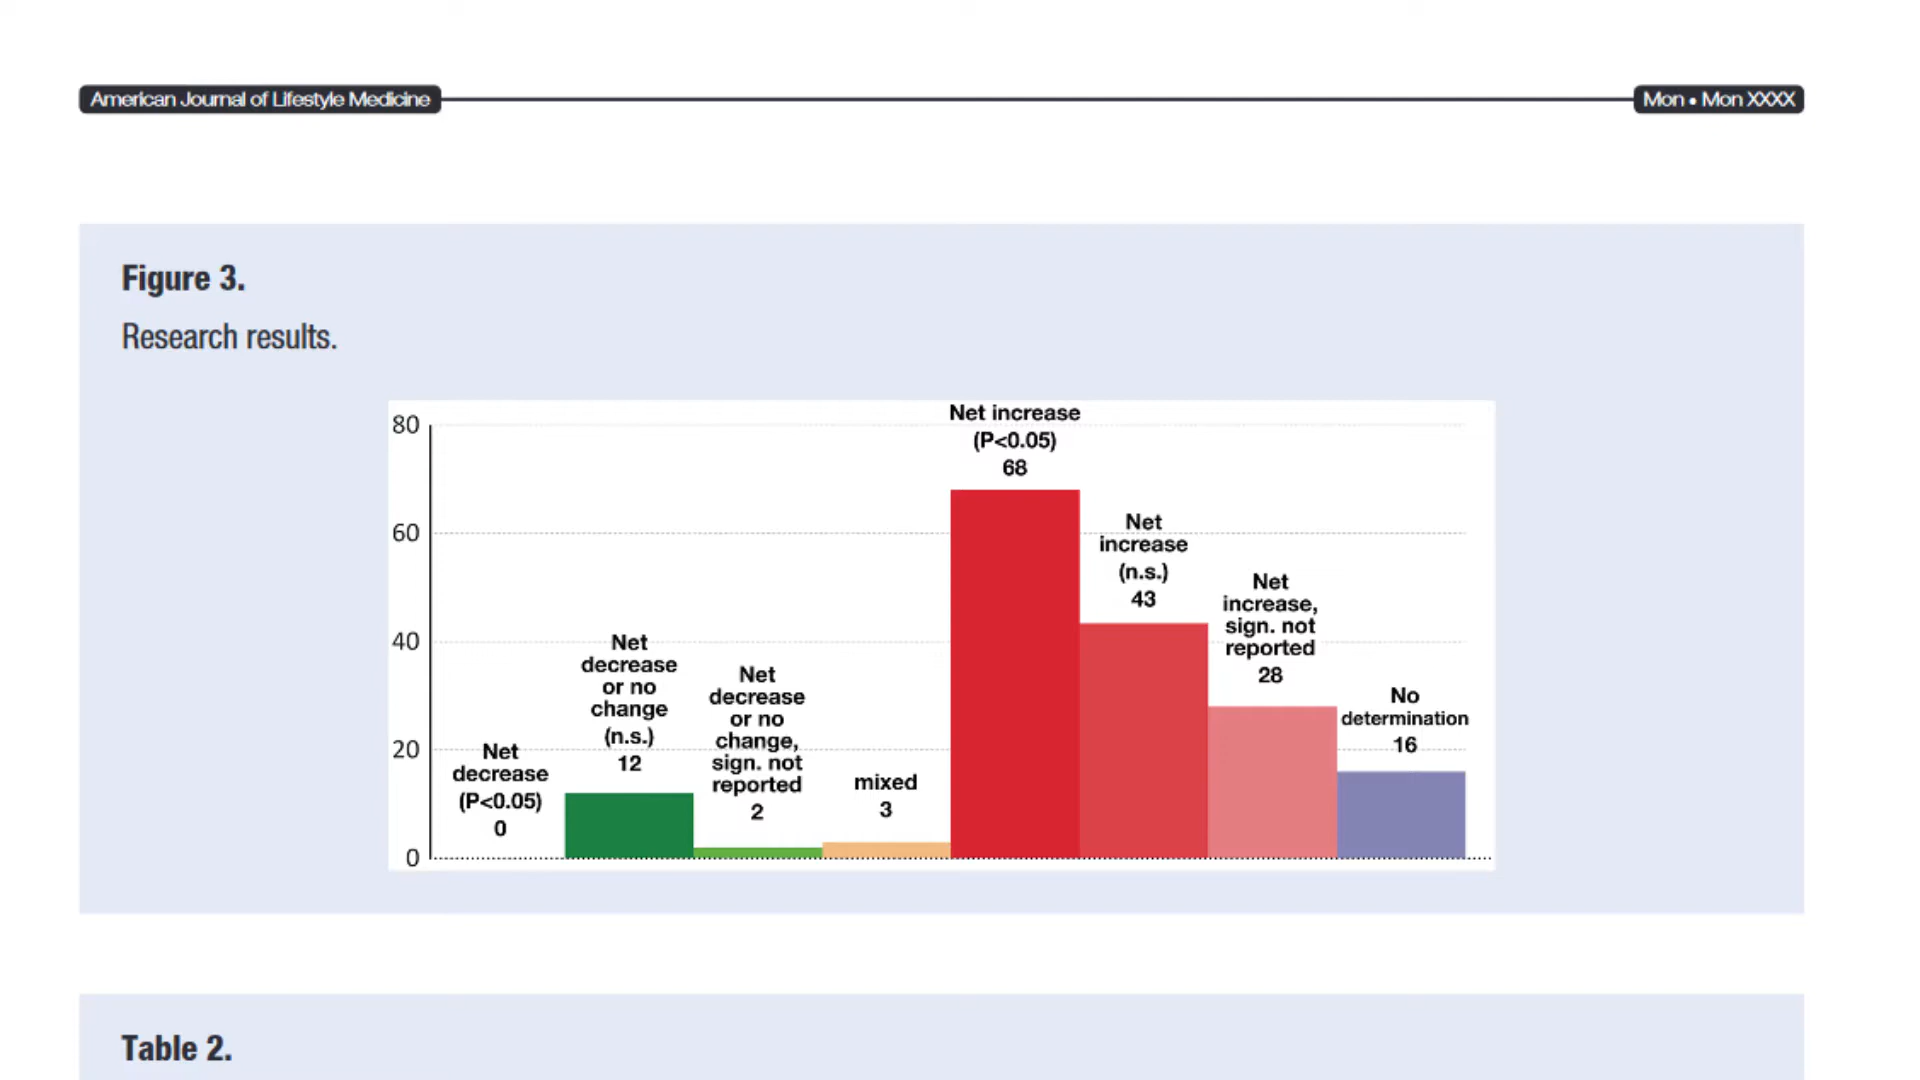 American Journal of Lifestyle Medicine
Mon • Mon XXXX
Figure 3.
Research results.
80
60
40
20
0
Net
decrease
(P<0.05)
0
Net
decrease
or no
change
(n.s.)
12
Net
decrease
or no
change,
sign. not
reported
2
mixed
3
Net increase
(P<0.05)
68
Net
increase
(n.s.)
43
Net
increase,
sign. not
reported
28
No
determination
16
Table 2.